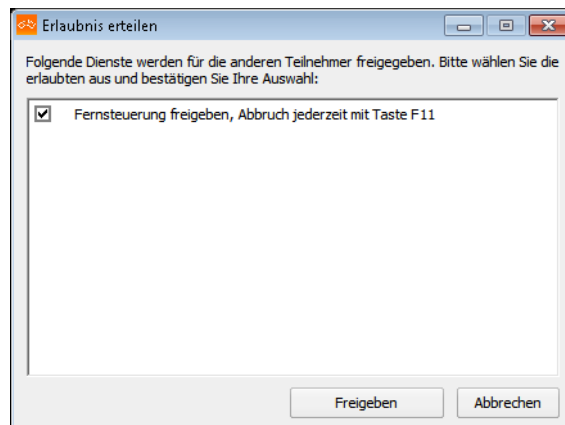 Erlaubnis erteilen
Folgende Dienste werden für die anderen Teilnehmer freigegeben. Bitte wählen Sie die
erlaubten aus und bestätigen Sie Ihre Auswahl:
Fernsteuerung freigeben, Abbruch jederzeit mit Taste F11
Freigeben
Abbrechen